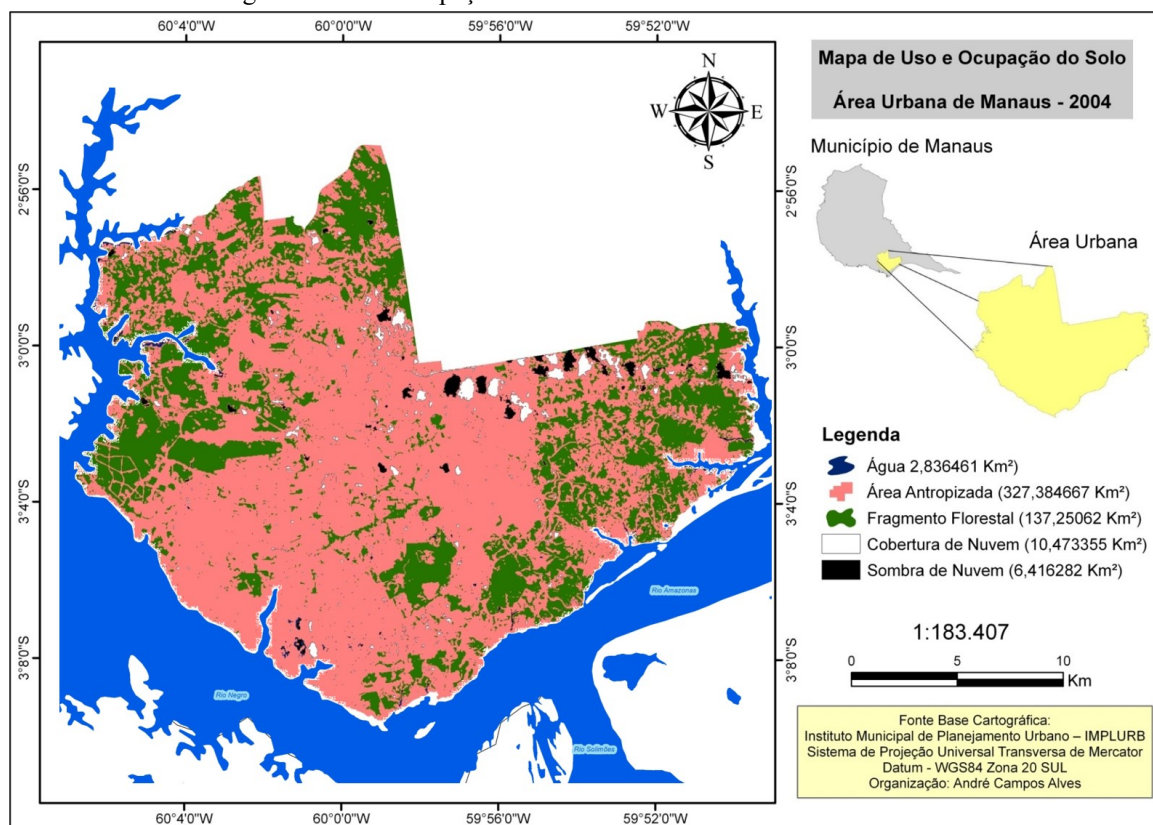 60°4'0"W 60°0'0"W 59°56'0"W 59°52'0"W
2°56'0"S
3°0'0"S
3°4'0"S
3°8'0"S
N
W E
S
Rio Amazonas
Rio Negro
Rio Solimões
60°4'0"W 60°0'0"W 59°56'0"W 59°52'0"W
2°56'0"S
3°0'0"S
3°4'0"S
3°8'0"S
Mapa de Uso e Ocupação do Solo
Área Urbana de Manaus - 2004
Município de Manaus
Área Urbana
Legenda
Água 2,836461 Km²)
Área Antropizada (327,384667 Km²)
Fragmento Florestal (137,25062 Km²)
Cobertura de Nuvem (10,473355 Km²)
Sombra de Nuvem (6,416282 Km²)
1:183.407
0 5 10
Km
Fonte Base Cartográfica:
Instituto Municipal de Planejamento Urbano – IMPLURB
Sistema de Projeção Universal Transversa de Mercator
Datum - WGS84 Zona 20 SUL
Organização: André Campos Alves